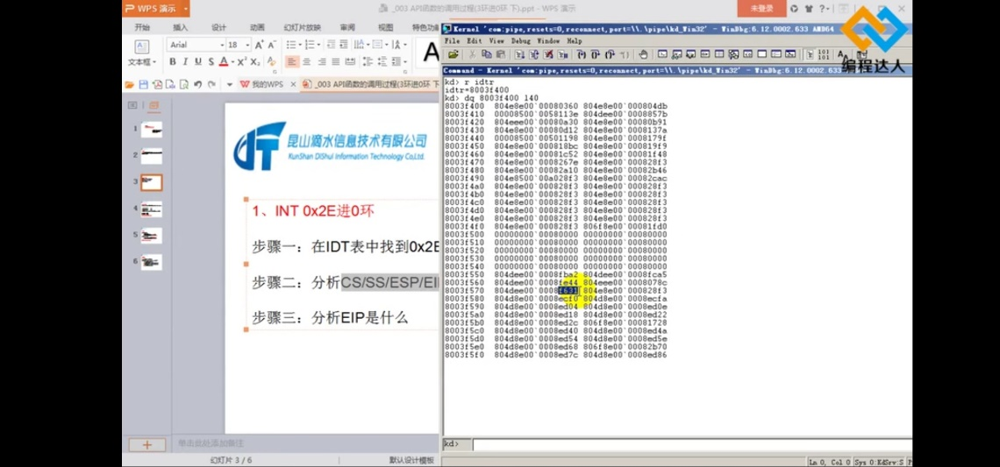 WPS 演示
_003 API函数的调用过程(3环进0环 下).ppt - WPS 演示
未登录
开始 插入 设计 动画 幻灯片放映 审阅 视图 特色功能
文本框
Arial 18
B I U S A
我的WPS
_003 API函数的调用过程(3环进0环 下
1
2
3
4
5
6
昆山滴水信息技术有限公司
KunShan DiShui Information Technology Co,Ltd.
1、INT 0x2E进0环
步骤一：在IDT表中找到0x2E
步骤二：分析CS/SS/ESP/EI
步骤三：分析EIP是什么
单击此处添加备注
幻灯片 3 / 6 默认设计模板
Kernel 'com:pipe,resets=0,reconnect,port=\\.\pipe\kd_Win32' - WinDbg:6.12.0002.633 AMD64
File Edit View Debug Window Help
编程达人
Command - Kernel 'com:pipe,resets=0,reconnect,port=\\.\pipe\kd_Win32' - WinDbg:6.12.0002.633
kd> r idtr
idtr=8003f400
kd> dq 8003f400 l40
8003f400 804e8e00`00080360 804e8e00`000804db
8003f410 00008500`0058113e 804dee00`0008857b
8003f420 804eee00`00080a30 804e8e00`00080b91
8003f430 804e8e00`00080d12 804e8e00`0008137a
8003f440 00008500`00501198 804e8e00`0008179f
8003f450 804e8e00`000818bc 804e8e00`000819f9
8003f460 804e8e00`00081c52 804e8e00`00081f48
8003f470 804e8e00`0008267e 804e8e00`000828f3
8003f480 804e8e00`00082a10 804e8e00`00082b46
8003f490 804e8500`00a028f3 804e8e00`00082cac
8003f4a0 804e8e00`000828f3 804e8e00`000828f3
8003f4b0 804e8e00`000828f3 804e8e00`000828f3
8003f4c0 804e8e00`000828f3 804e8e00`000828f3
8003f4d0 804e8e00`000828f3 804e8e00`000828f3
8003f4e0 804e8e00`000828f3 804e8e00`000828f3
8003f4f0 804e8e00`000828f3 806f8e00`00081fd0
8003f500 00000000`00080000 00000000`00080000
8003f510 00000000`00080000 00000000`00080000
8003f520 00000000`00080000 00000000`00080000
8003f530 00000000`00080000 00000000`00080000
8003f540 00000000`00080000 00000000`00080000
8003f550 804dee00`0008fba2 804dee00`0008fca5
8003f560 804dee00`0008fe44 804eee00`0008078c
8003f570 804dee00`0008f631 804e8e00`000828f3
8003f580 804d8e00`0008ecf0 804d8e00`0008ecfa
8003f590 804d8e00`0008ed04 804d8e00`0008ed0e
8003f5a0 804d8e00`0008ed18 804d8e00`0008ed22
8003f5b0 804d8e00`0008ed2c 806f8e00`00081728
8003f5c0 804d8e00`0008ed40 804d8e00`0008ed4a
8003f5d0 804d8e00`0008ed54 804d8e00`0008ed5e
8003f5e0 804d8e00`0008ed68 806f8e00`00082b70
8003f5f0 804d8e00`0008ed7c 804d8e00`0008ed86
kd>
Ln 0, Col 0 Sys 0:KdSrv:S